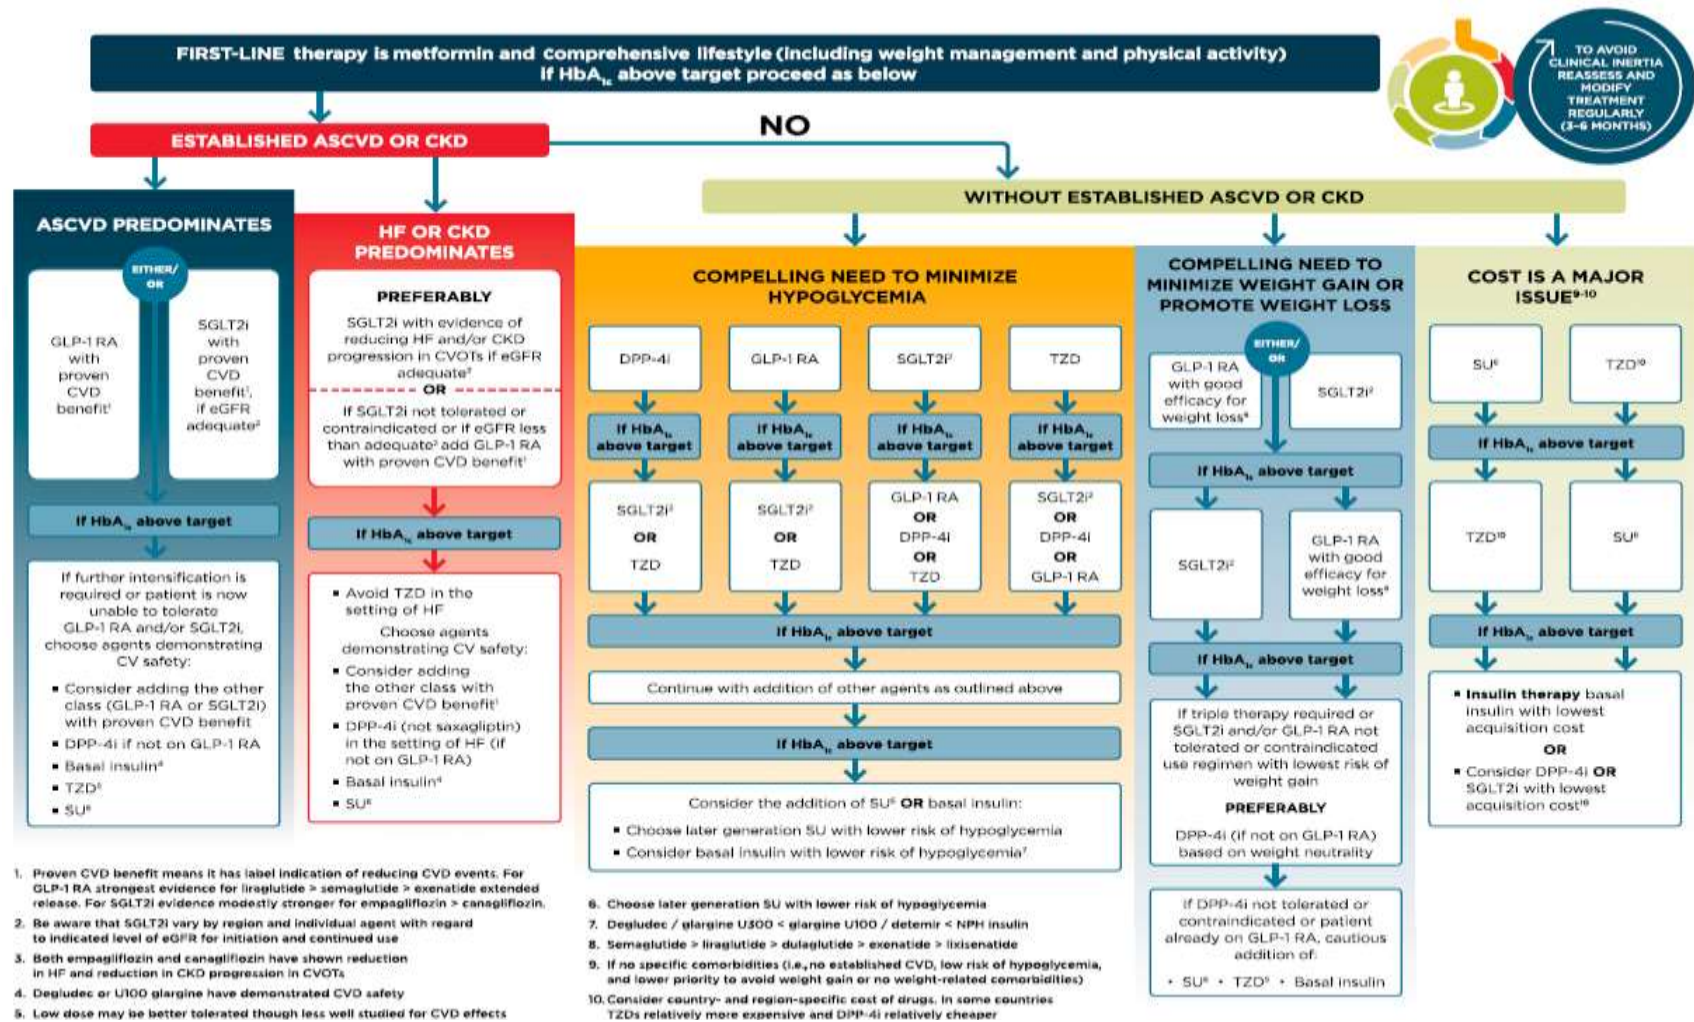 FIRST-LINE therapy is metformin and comprehensive lifestyle (including weight management and physical activity)
if HbA1c above target proceed as below
TO AVOID
CLINICAL INERTIA
REASSESS AND
MODIFY
TREATMENT
REGULARLY
(3-6 MONTHS)
ESTABLISHED ASCVD OR CKD
NO
WITHOUT ESTABLISHED ASCVD OR CKD
ASCVD PREDOMINATES
EITHER/
OR
GLP-1 RA
with
proven
CVD
benefit¹
SGLT2i
with
proven
CVD
benefit¹,
if eGFR
adequate²
If HbA1c above target
If further intensification is
required or patient is now
unable to tolerate
GLP-1 RA and/or SGLT2i,
choose agents demonstrating
CV safety:
▪ Consider adding the other
class (GLP-1 RA or SGLT2i)
with proven CVD benefit
▪ DPP-4i if not on GLP-1 RA
▪ Basal insulin⁴
▪ TZD⁵
▪ SU⁶
HF OR CKD
PREDOMINATES
PREFERABLY
SGLT2i with evidence of
reducing HF and/or CKD
progression in CVOTs if eGFR
adequate³
OR
If SGLT2i not tolerated or
contraindicated or if eGFR less
than adequate² add GLP-1 RA
with proven CVD benefit¹
If HbA1c above target
▪ Avoid TZD in the
setting of HF
Choose agents
demonstrating CV safety:
▪ Consider adding
the other class with
proven CVD benefit¹
▪ DPP-4i (not saxagliptin)
in the setting of HF (if
not on GLP-1 RA)
▪ Basal insulin⁴
▪ SU⁶
COMPELLING NEED TO MINIMIZE
HYPOGLYCEMIA
DPP-4i
GLP-1 RA
SGLT2i²
TZD
If HbA1c
above target
If HbA1c
above target
If HbA1c
above target
If HbA1c
above target
SGLT2i²
OR
TZD
SGLT2i²
OR
TZD
GLP-1 RA
OR
DPP-4i
OR
TZD
SGLT2i²
OR
DPP-4i
OR
GLP-1 RA
If HbA1c above target
Continue with addition of other agents as outlined above
If HbA1c above target
Consider the addition of SU⁶ OR basal insulin:
▪ Choose later generation SU with lower risk of hypoglycemia
▪ Consider basal insulin with lower risk of hypoglycemia⁷
COMPELLING NEED TO
MINIMIZE WEIGHT GAIN OR
PROMOTE WEIGHT LOSS
EITHER/
OR
GLP-1 RA
with good
efficacy for
weight loss⁸
SGLT2i²
If HbA1c above target
SGLT2i²
GLP-1 RA
with good
efficacy for
weight loss⁸
If HbA1c above target
If triple therapy required or
SGLT2i and/or GLP-1 RA not
tolerated or contraindicated
use regimen with lowest risk of
weight gain
PREFERABLY
DPP-4i (if not on GLP-1 RA)
based on weight neutrality
If DPP-4i not tolerated or
contraindicated or patient
already on GLP-1 RA, cautious
addition of:
• SU⁶ • TZD⁵ • Basal insulin
COST IS A MAJOR
ISSUE⁹⁻¹⁰
SU⁶
TZD¹⁰
If HbA1c above target
TZD¹⁰
SU⁶
If HbA1c above target
▪ Insulin therapy basal
insulin with lowest
acquisition cost
OR
▪ Consider DPP-4i OR
SGLT2i with lowest
acquisition cost¹⁰
1. Proven CVD benefit means it has label indication of reducing CVD events. For
GLP-1 RA strongest evidence for liraglutide > semaglutide > exenatide extended
release. For SGLT2i evidence modestly stronger for empagliflozin > canagliflozin.
2. Be aware that SGLT2i vary by region and individual agent with regard
to indicated level of eGFR for initiation and continued use
3. Both empagliflozin and canagliflozin have shown reduction
in HF and reduction in CKD progression in CVOTs
4. Degludec or U100 glargine have demonstrated CVD safety
5. Low dose may be better tolerated though less well studied for CVD effects
6. Choose later generation SU with lower risk of hypoglycemia
7. Degludec / glargine U300 < glargine U100 / detemir < NPH insulin
8. Semaglutide > liraglutide > dulaglutide > exenatide > lixisenatide
9. If no specific comorbidities (i.e., no established CVD, low risk of hypoglycemia,
and lower priority to avoid weight gain or no weight-related comorbidities)
10. Consider country- and region-specific cost of drugs. In some countries
TZDs relatively more expensive and DPP-4i relatively cheaper